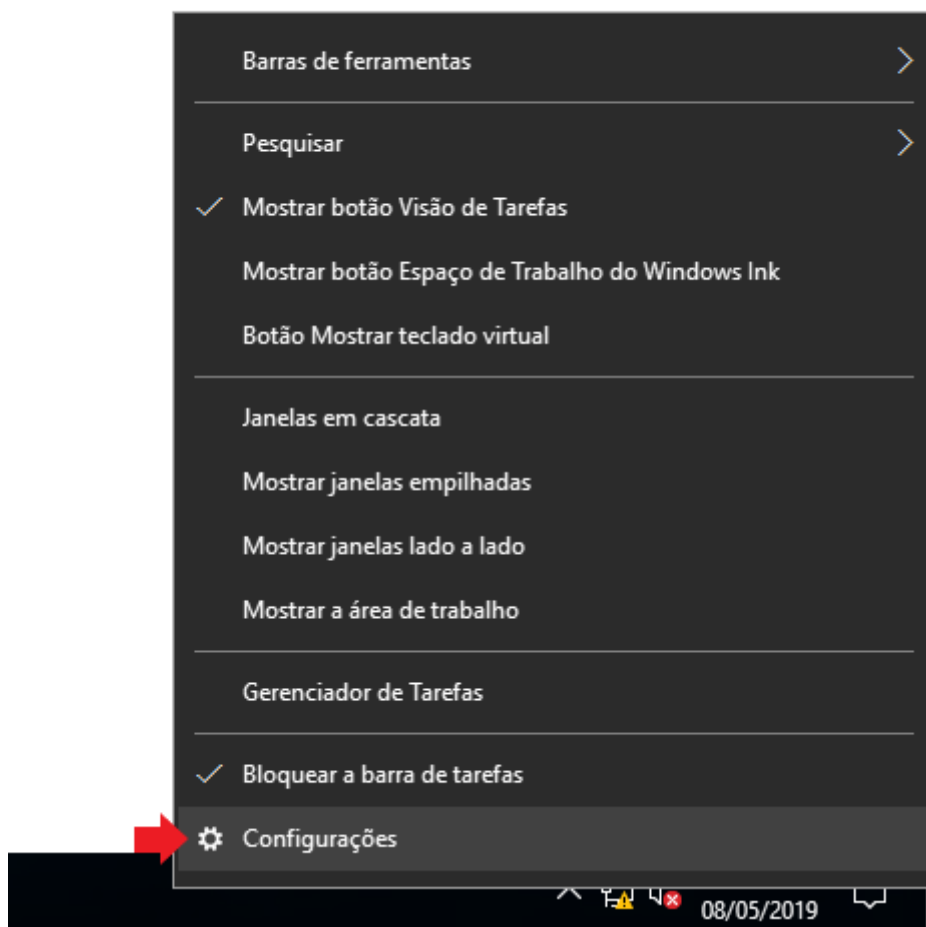 Barras de ferramentas
Pesquisar
Mostrar botão Visão de Tarefas
Mostrar botão Espaço de Trabalho do Windows Ink
Botão Mostrar teclado virtual
Janelas em cascata
Mostrar janelas empilhadas
Mostrar janelas lado a lado
Mostrar a área de trabalho
Gerenciador de Tarefas
Bloquear a barra de tarefas
Configurações
08/05/2019